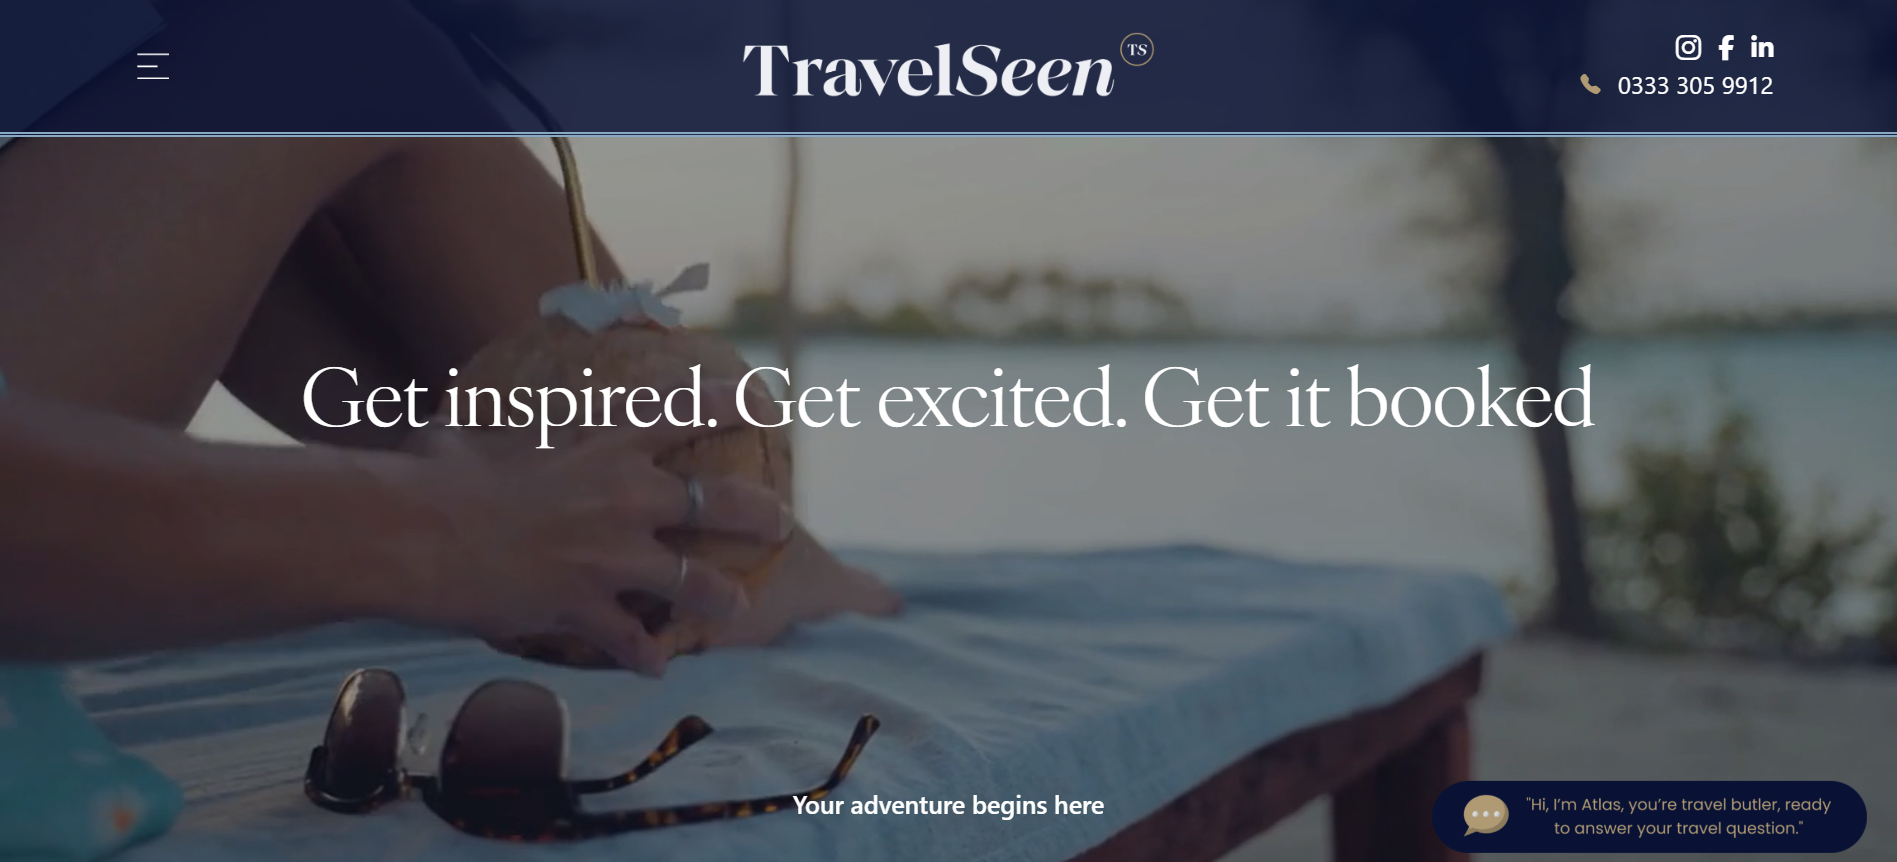 TravelSeen TS
0333 305 9912
Get inspired. Get excited. Get it booked
Your adventure begins here
"Hi, I'm Atlas, you're travel butler, ready
to answer your travel question."